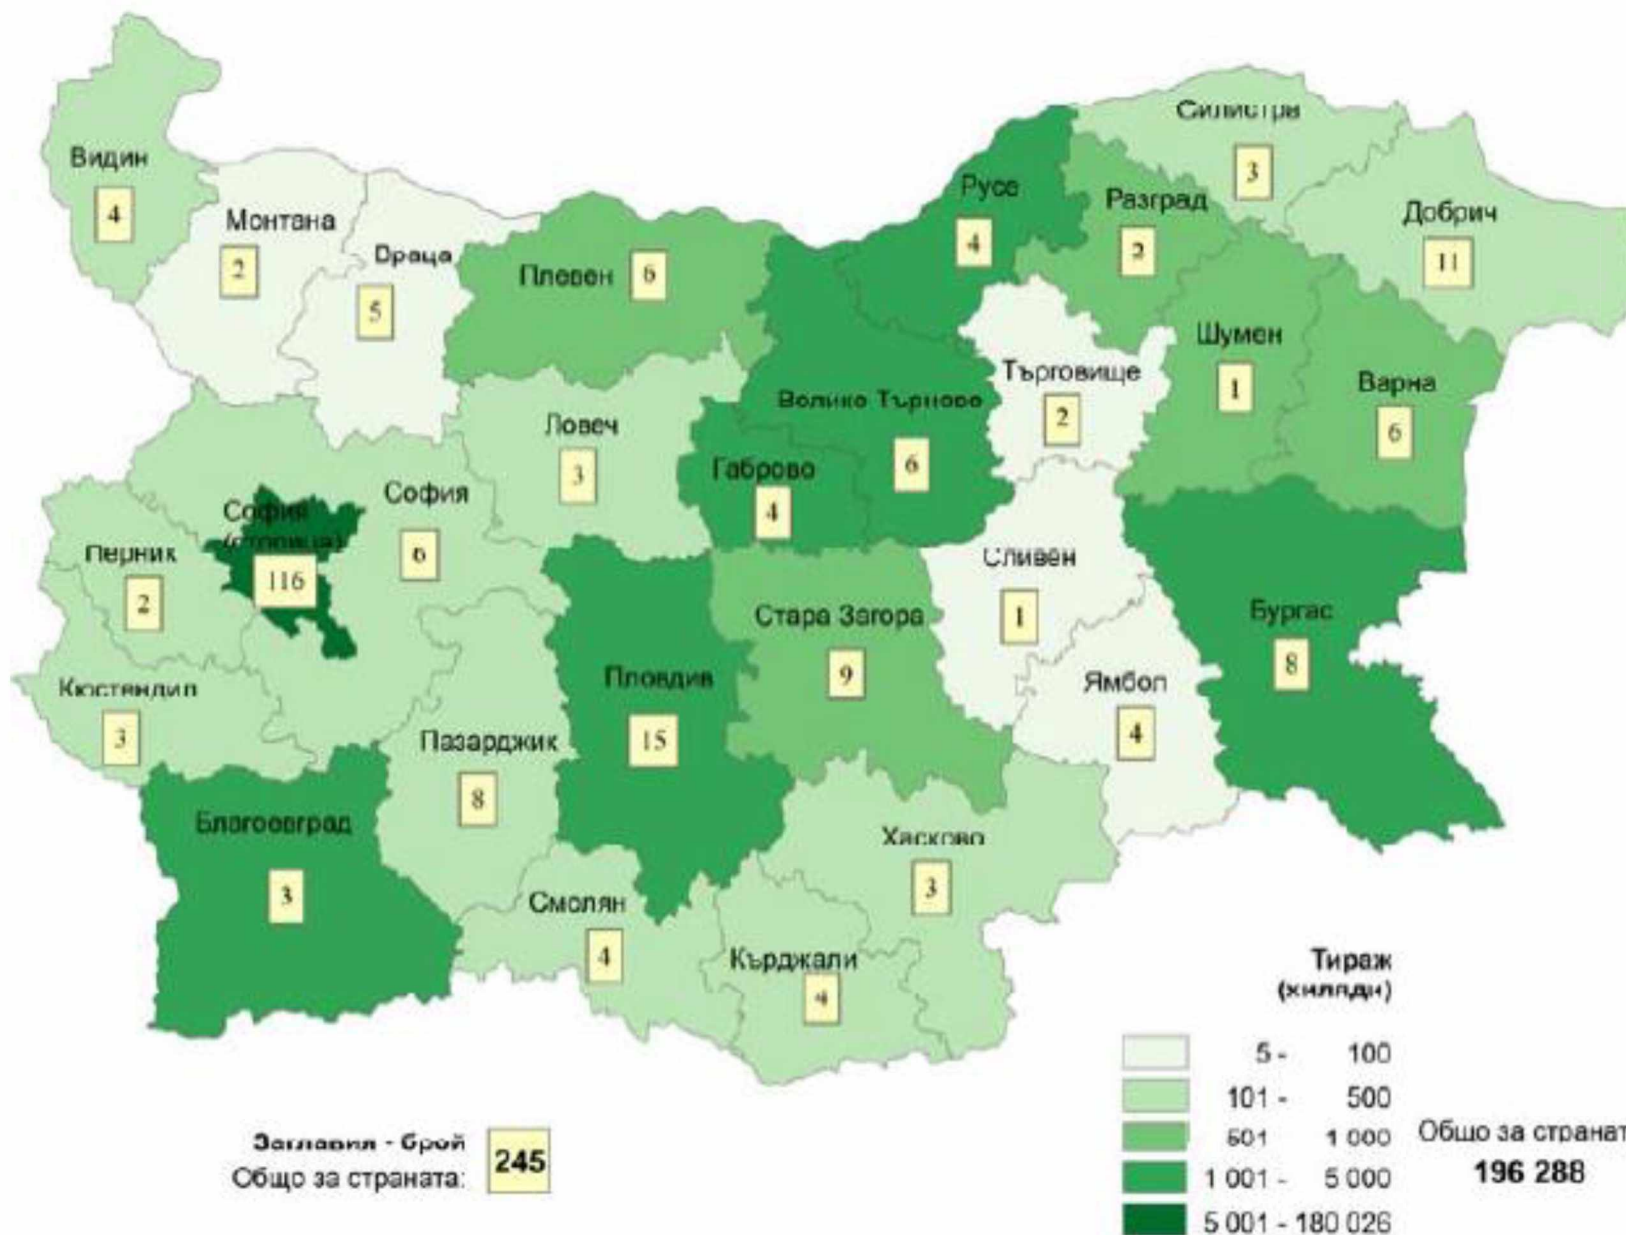 Видин
4
Монтана
2
Враца
5
Плевен
6
Русе
4
Разград
2
Силистра
3
Добрич
11
Шумен
1
Варна
6
Търговище
2
Велико Търново
6
Габрово
4
Ловеч
3
София
6
София
(столица)
116
Перник
2
Кюстендил
3
Благоевград
3
Пазарджик
8
Пловдив
15
Стара Загора
9
Сливен
1
Ямбол
4
Бургас
8
Хасково
3
Смолян
4
Кърджали
4
Заглавия - брой
Общо за страната:
245
Тираж
(хиляди)
5 - 100
101 - 500
501 1 000
1 001 - 5 000
5 001 - 180 026
Общо за странат
196 288